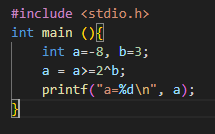 #include <stdio.h>
int main (){
    int a=-8, b=3;
    a = a>=2^b;
    printf("a=%d\n", a);
}